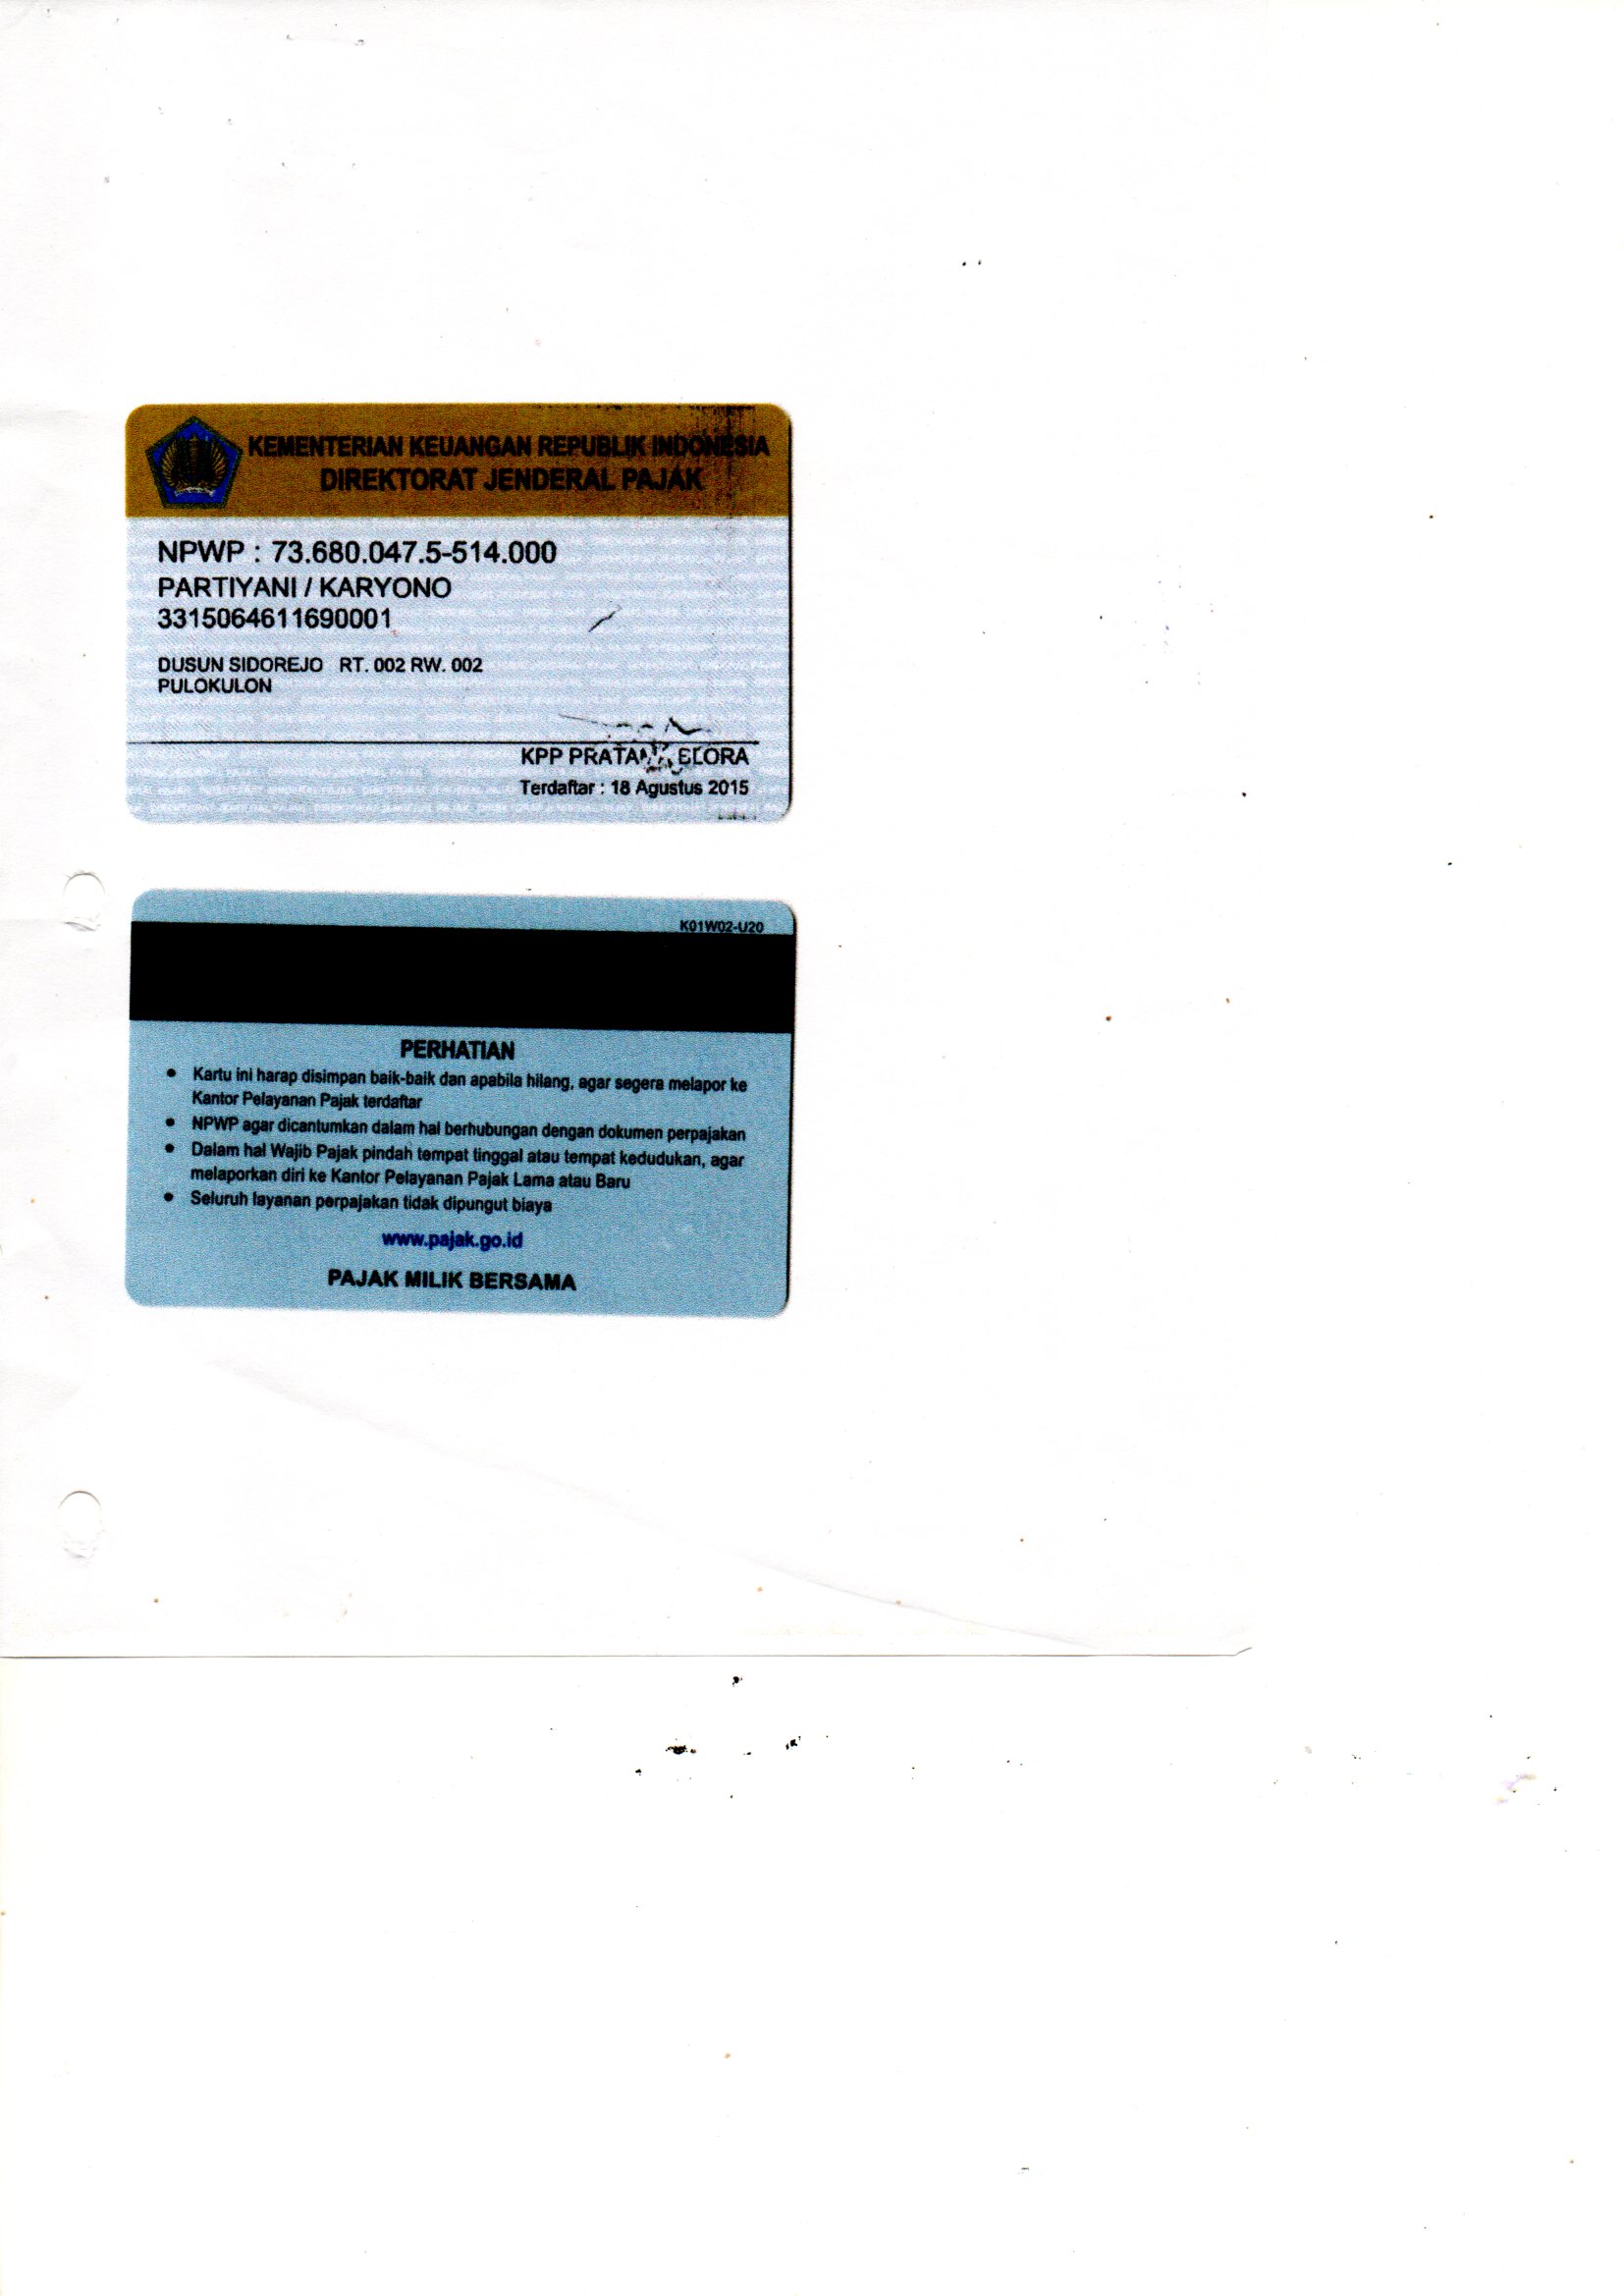 KEMENTERIAN KEUANGAN REPUBLIK INDONESIA
DIREKTORAT JENDERAL PAJAK
NPWP : 73.680.047.5-514.000
PARTIYANI / KARYONO
3315064611690001
DUSUN SIDOREJO RT. 002 RW. 002
PULOKULON
KPP PRATAMA BLORA
Terdaftar : 18 Agustus 2015
K01W02-U20
PERHATIAN
• Kartu ini harap disimpan baik-baik dan apabila hilang, agar segera melapor ke
Kantor Pelayanan Pajak terdaftar
• NPWP agar dicantumkan dalam hal berhubungan dengan dokumen perpajakan
• Dalam hal Wajib Pajak pindah tempat tinggal atau tempat kedudukan, agar
melaporkan diri ke Kantor Pelayanan Pajak Lama atau Baru
• Seluruh layanan perpajakan tidak dipungut biaya
www.pajak.go.id
PAJAK MILIK BERSAMA